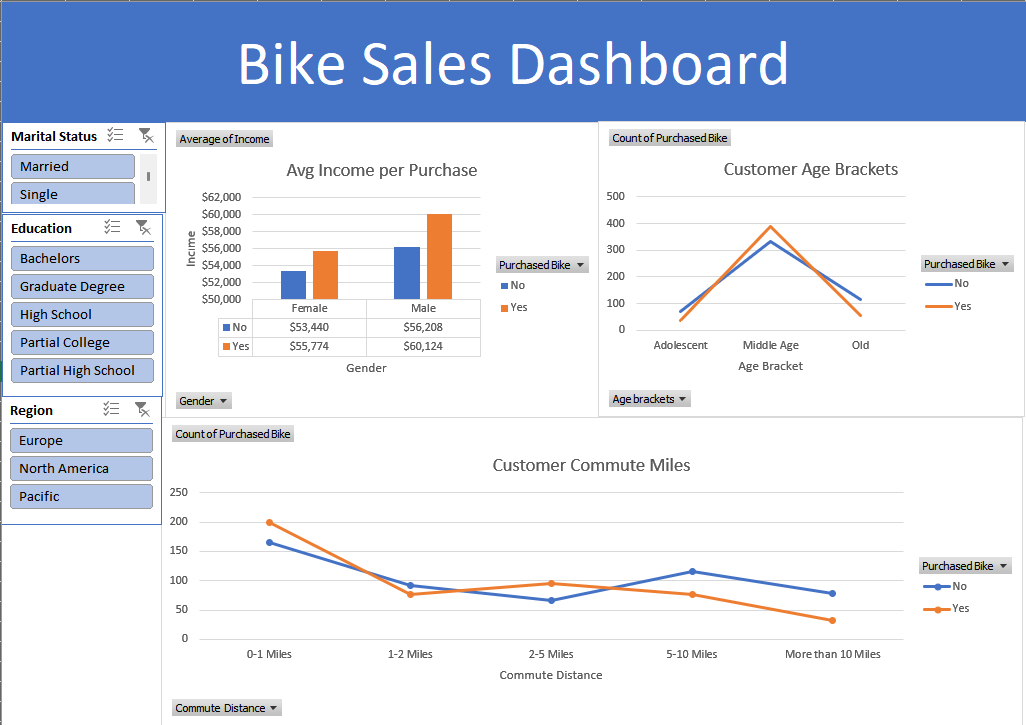 Bike Sales Dashboard
Marital Status
Married
Single
Education
Bachelors
Graduate Degree
High School
Partial College
Partial High School
Region
Europe
North America
Pacific
Average of Income
Avg Income per Purchase
Income
$62,000
$60,000
$58,000
$56,000
$54,000
$52,000
$50,000
Female Male
No $53,440 $56,208
Yes $55,774 $60,124
Gender
Purchased Bike
No
Yes
Gender
Count of Purchased Bike
Customer Age Brackets
500
400
300
200
100
0
Adolescent Middle Age Old
Age Bracket
Purchased Bike
No
Yes
Age brackets
Count of Purchased Bike
Customer Commute Miles
250
200
150
100
50
0
0-1 Miles 1-2 Miles 2-5 Miles 5-10 Miles More than 10 Miles
Commute Distance
Purchased Bike
No
Yes
Commute Distance